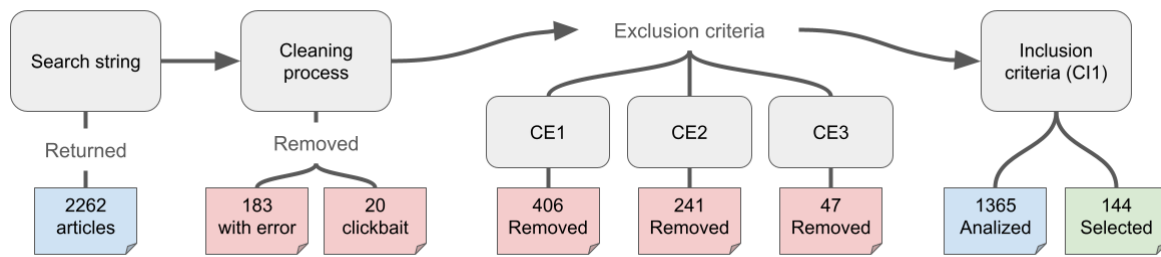 Search string
Cleaning
process
Exclusion criteria
Inclusion
criteria (CI1)
CE1
CE2
CE3
Returned
Removed
2262
articles
183
with error
20
clickbait
406
Removed
241
Removed
47
Removed
1365
Analized
144
Selected